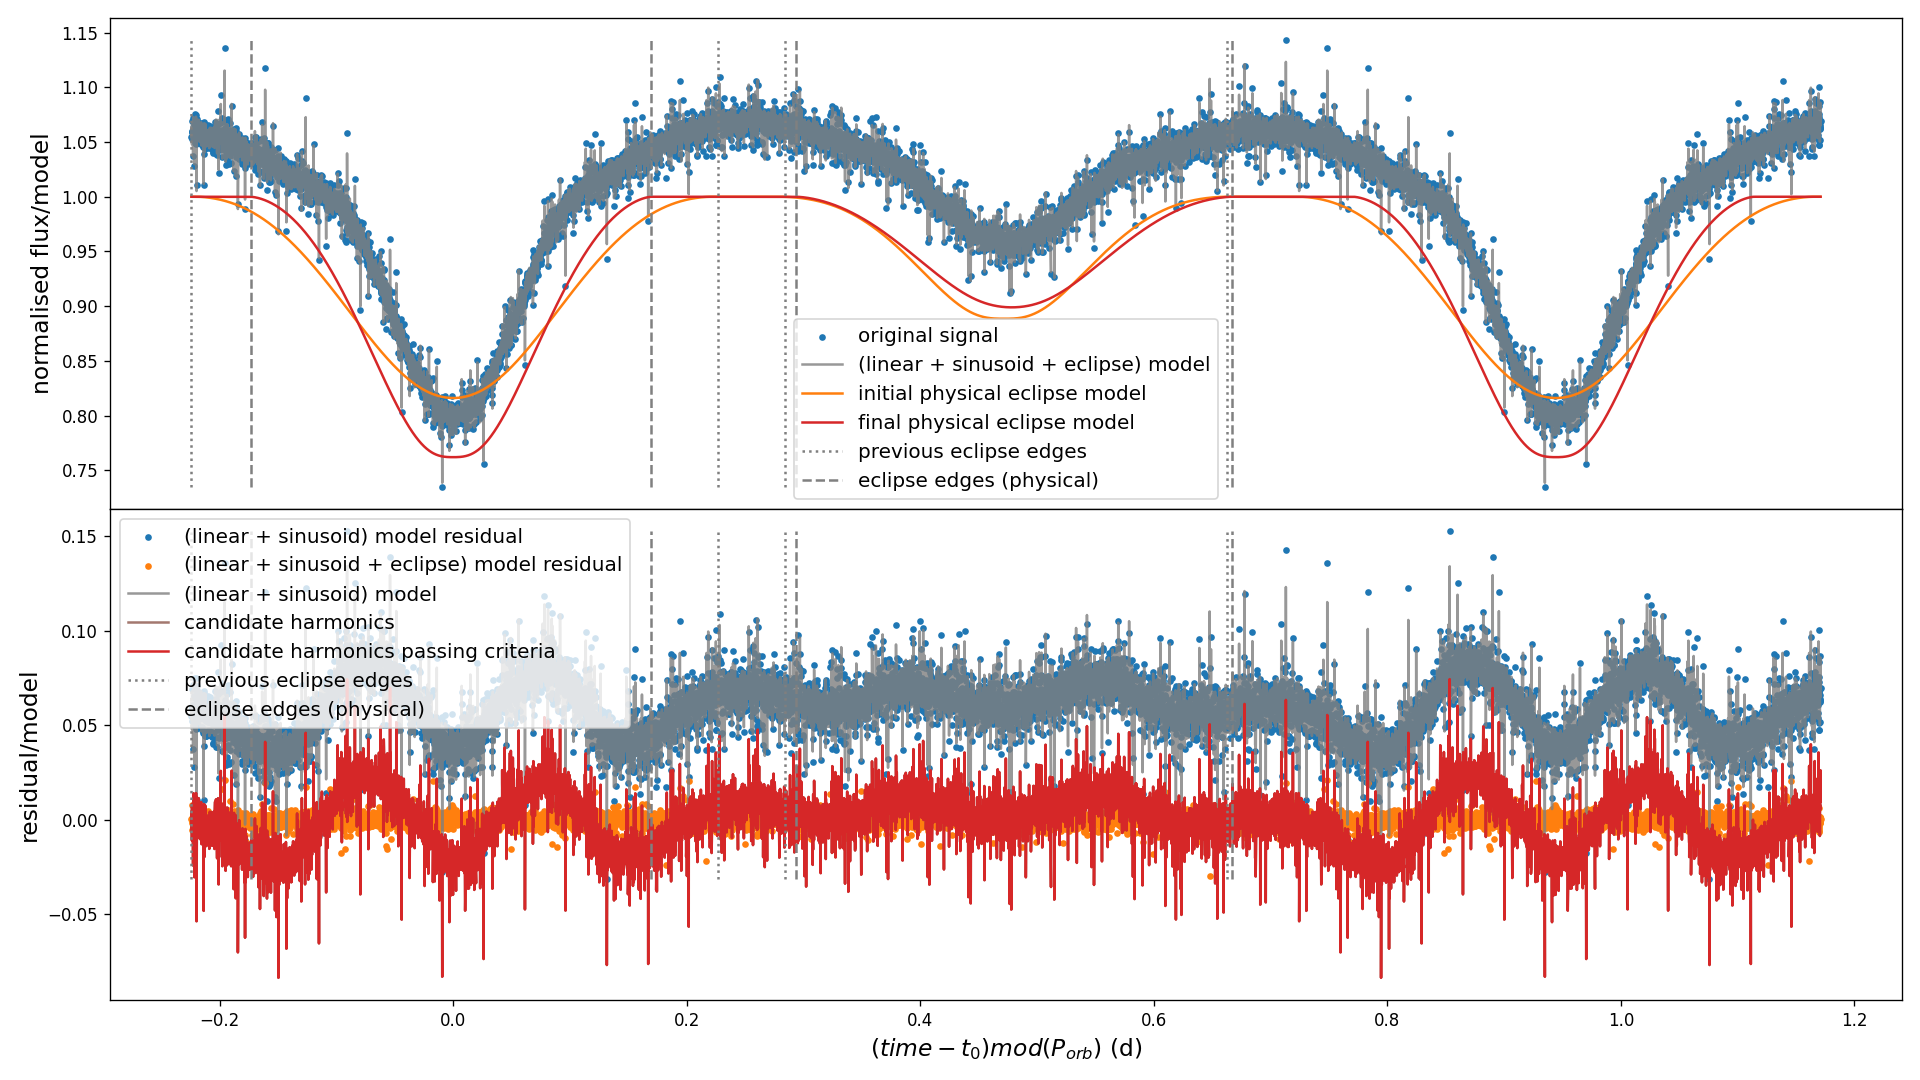 normalised flux/model
1.15
1.10
1.05
1.00
0.95
0.90
0.85
0.80
0.75
original signal
(linear + sinusoid + eclipse) model
initial physical eclipse model
final physical eclipse model
previous eclipse edges
eclipse edges (physical)
residual/model
0.15
0.10
0.05
0.00
−0.05
(linear + sinusoid) model residual
(linear + sinusoid + eclipse) model residual
(linear + sinusoid) model
candidate harmonics
candidate harmonics passing criteria
previous eclipse edges
eclipse edges (physical)
−0.2 0.0 0.2 0.4 0.6 0.8 1.0 1.2
(time − t₀)mod(Pₒᵣb) (d)